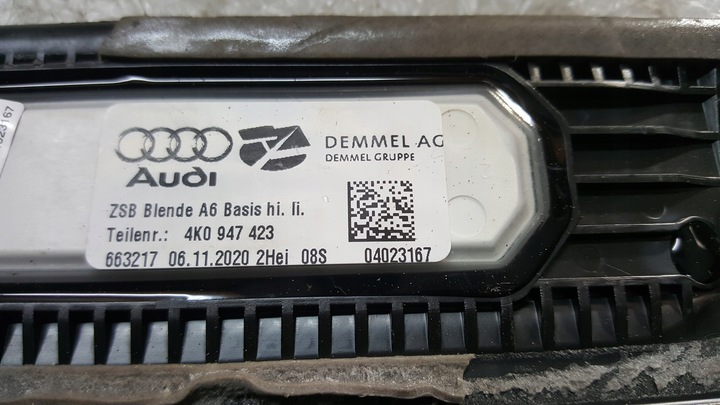 DEMMEL AG
DEMMEL GRUPPE
Audi
ZSB Blende A6 Basis hi. li.
Teilenr.: 4K0 947 423
663217 06.11.2020 2Hei 08S 04023167